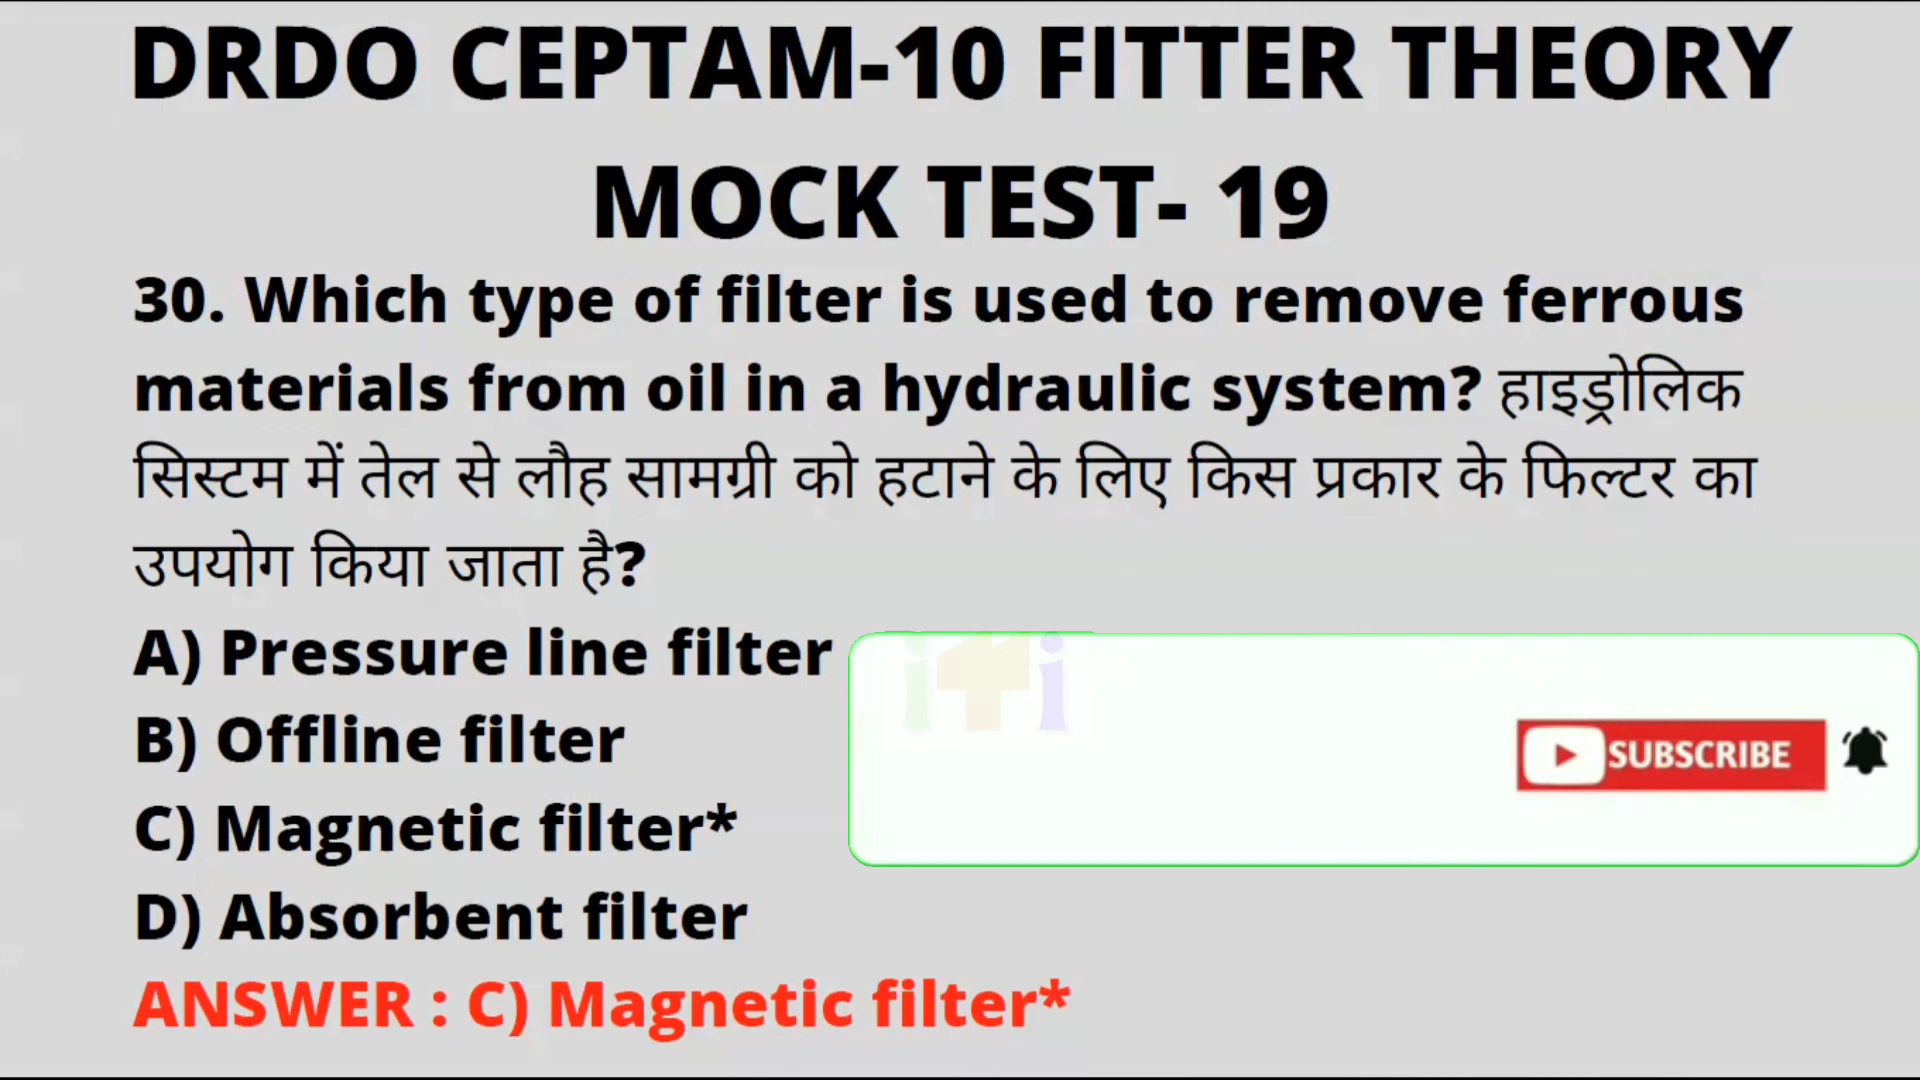 DRDO CEPTAM-10 FITTER THEORY
MOCK TEST- 19
30. Which type of filter is used to remove ferrous
materials from oil in a hydraulic system? हाइड्रोलिक
सिस्टम में तेल से लौह सामग्री को हटाने के लिए किस प्रकार के फिल्टर का
उपयोग किया जाता है?
A) Pressure line filter
iTi
B) Offline filter
SUBSCRIBE
C) Magnetic filter*
D) Absorbent filter
ANSWER : C) Magnetic filter*